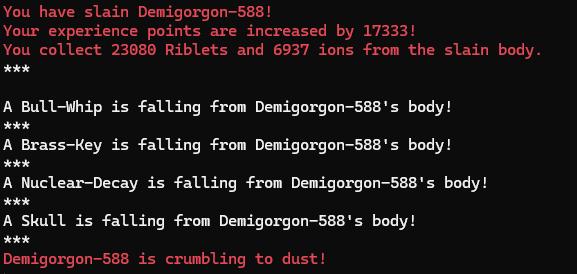 You have slain Demigorgon-588!
Your experience points are increased by 17333!
You collect 23080 Riblets and 6937 ions from the slain body.
***
A Bull-Whip is falling from Demigorgon-588's body!
***
A Brass-Key is falling from Demigorgon-588's body!
***
A Nuclear-Decay is falling from Demigorgon-588's body!
***
A Skull is falling from Demigorgon-588's body!
***
Demigorgon-588 is crumbling to dust!